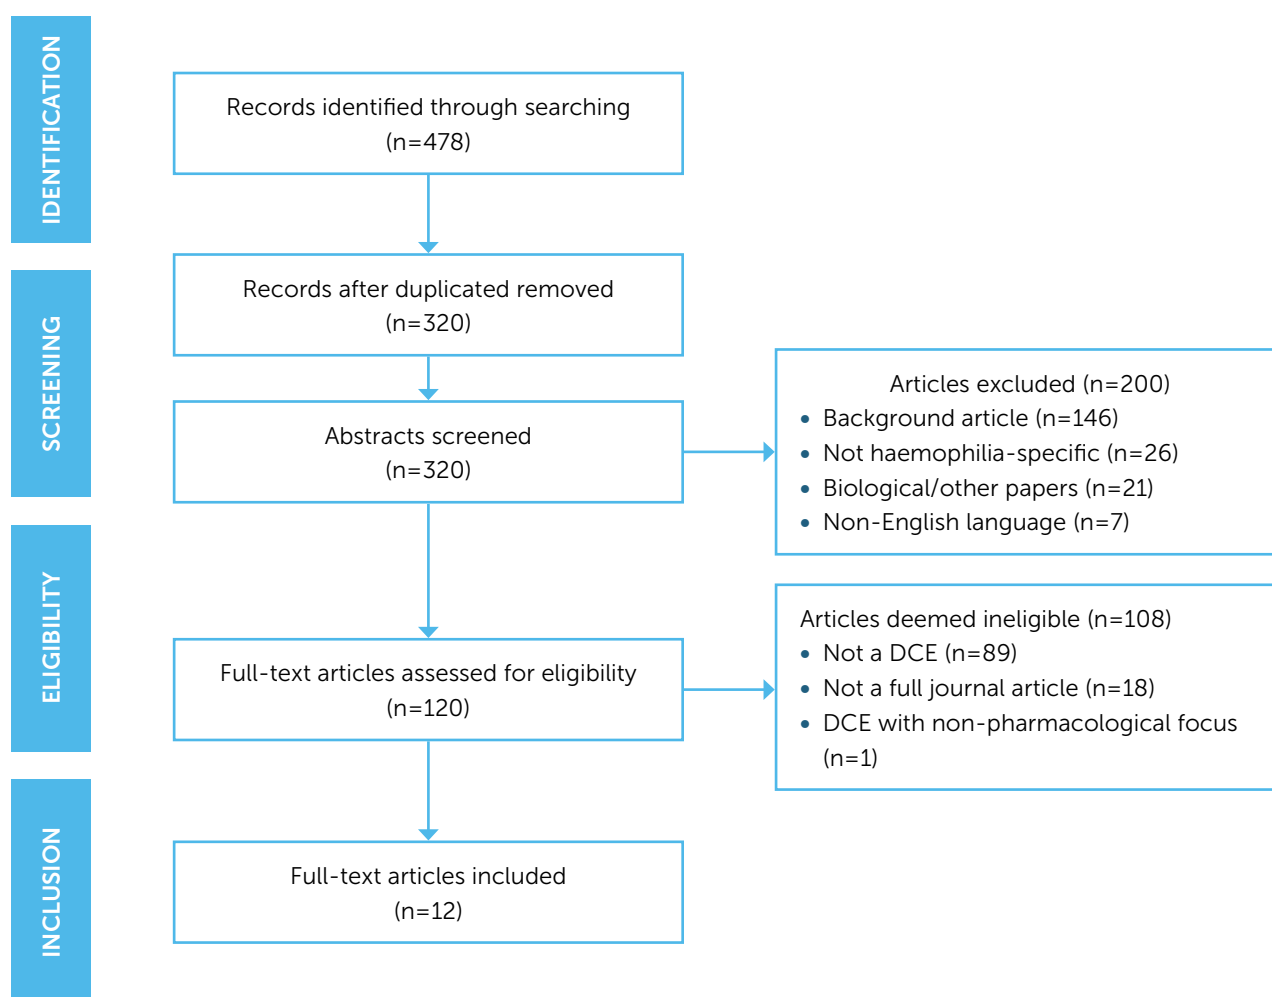 IDENTIFICATION
Records identified through searching
(n=478)
SCREENING
Records after duplicated removed
(n=320)
Abstracts screened
(n=320)
Articles excluded (n=200)
• Background article (n=146)
• Not haemophilia-specific (n=26)
• Biological/other papers (n=21)
• Non-English language (n=7)
ELIGIBILITY
Full-text articles assessed for eligibility
(n=120)
Articles deemed ineligible (n=108)
• Not a DCE (n=89)
• Not a full journal article (n=18)
• DCE with non-pharmacological focus
(n=1)
INCLUSION
Full-text articles included
(n=12)